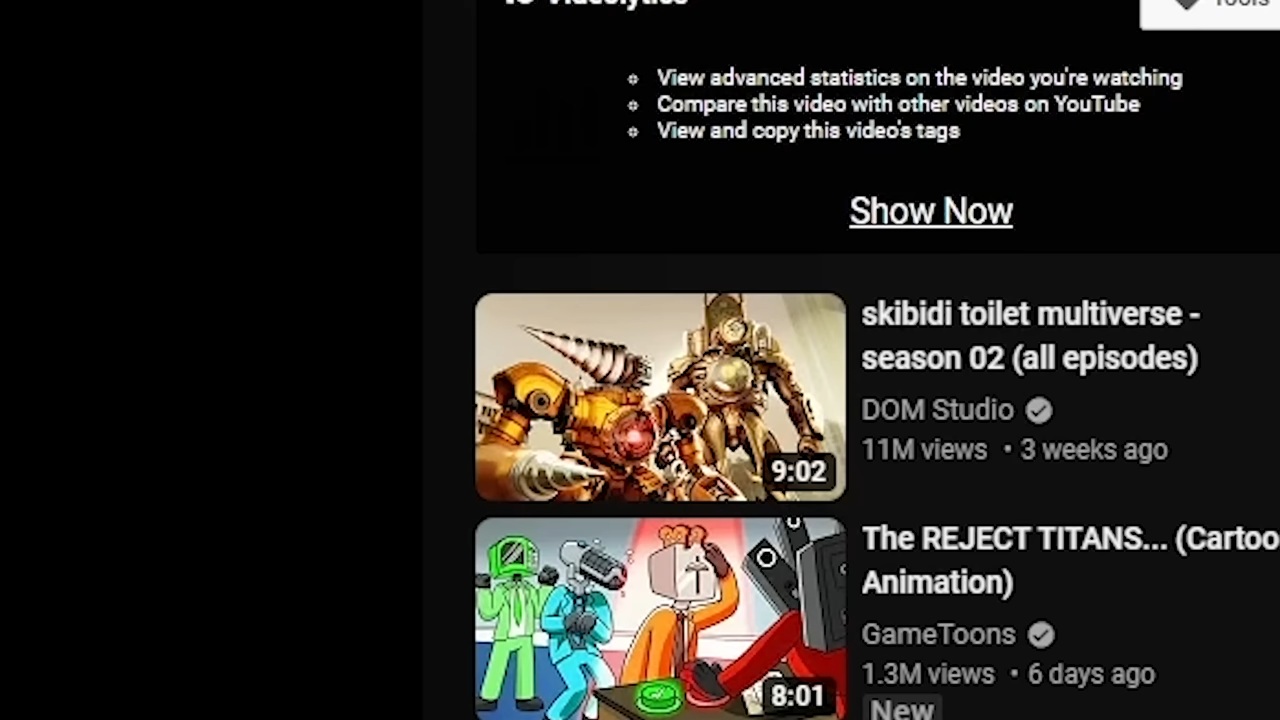 Videolytics
Tools
View advanced statistics on the video you're watching
Compare this video with other videos on YouTube
View and copy this video's tags
Show Now
skibidi toilet multiverse -
season 02 (all episodes)
DOM Studio
11M views • 3 weeks ago
9:02
The REJECT TITANS... (Cartoo
Animation)
GameToons
1.3M views • 6 days ago
8:01
New